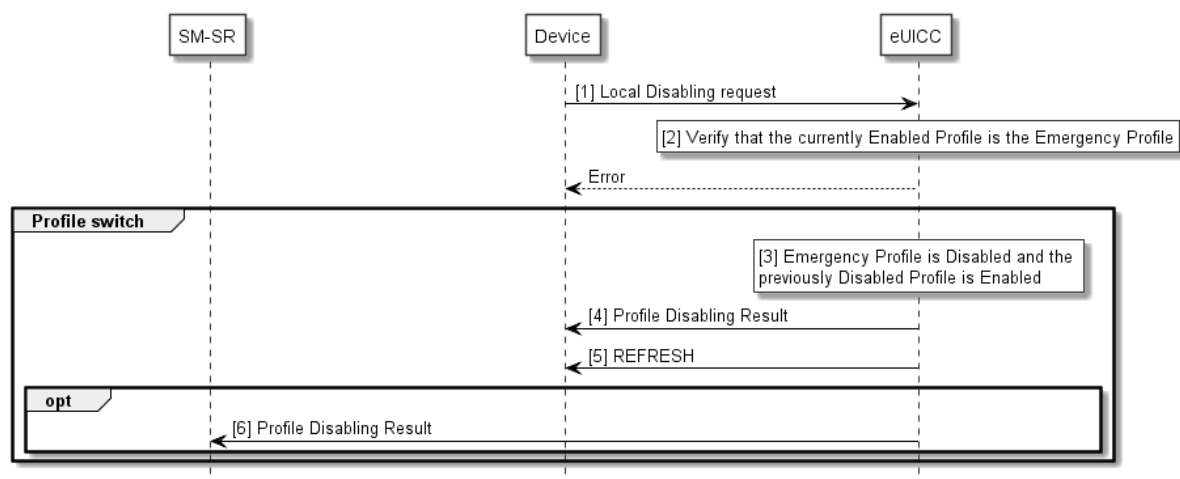 SM-SR
Device
eUICC
[1] Local Disabling request
[2] Verify that the currently Enabled Profile is the Emergency Profile
Error
Profile switch
[3] Emergency Profile is Disabled and the
previously Disabled Profile is Enabled
[4] Profile Disabling Result
[5] REFRESH
opt
[6] Profile Disabling Result